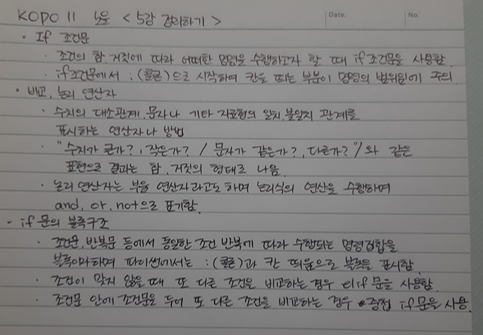 KOPO 11 노운 < 5강 강의하기 >
Date.
No.
· If 조건문
· 조건의 참, 거짓에 따라 어떠한 명령을 수행하고자 할 때 if 조건문을 사용함.
· if 조건문에서 : (콜론)으로 시작하며 칸을 띄는 부분이 명령의 범위임에 주의.
· 비교, 논리 연산자
· 수치의 대소관계, 문자나 기타 자료형의 일치, 불일치 관계를
표시하는 연산자나 방법
· "수치가 큰가?, 작은가? / 문자가 같은가?, 다른가?"와 같은
표현으로 결과는 참, 거짓의 형태로 나옴.
· 논리 연산자는 부울 연산자라고도 하며 논리식의 연산을 수행하며
and, or, not으로 표기함.
· if 문의 블록구조
· 조건문, 반복문 등에서 동일한 조건 반복에 따라 수행되는 명령집합을
블록이라하며 파이썬에서는 : (콜론)과 칸 띄움으로 블록을 표시함.
· 조건이 맞지 않을 때 또 다른 조건을 비교하는 경우 elif 문을 사용함.
· 조건문 안에 조건문을 두어 또 다른 조건을 비교하는 경우 중첩 if문을 사용.